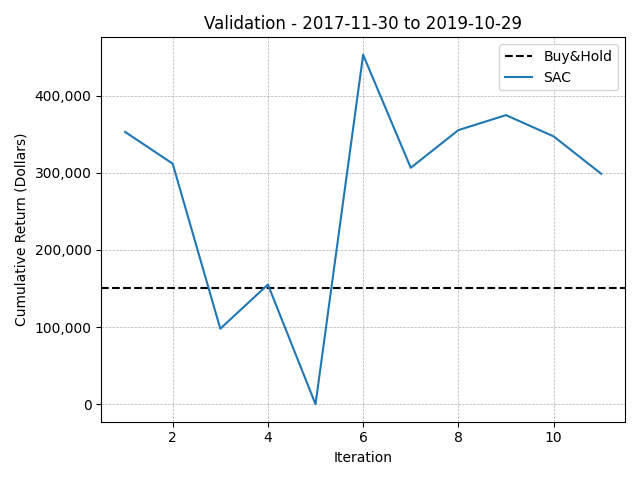 Validation - 2017-11-30 to 2019-10-29
Buy&Hold
SAC
Cumulative Return (Dollars)
400,000
300,000
200,000
100,000
0
2
4
6
8
10
Iteration